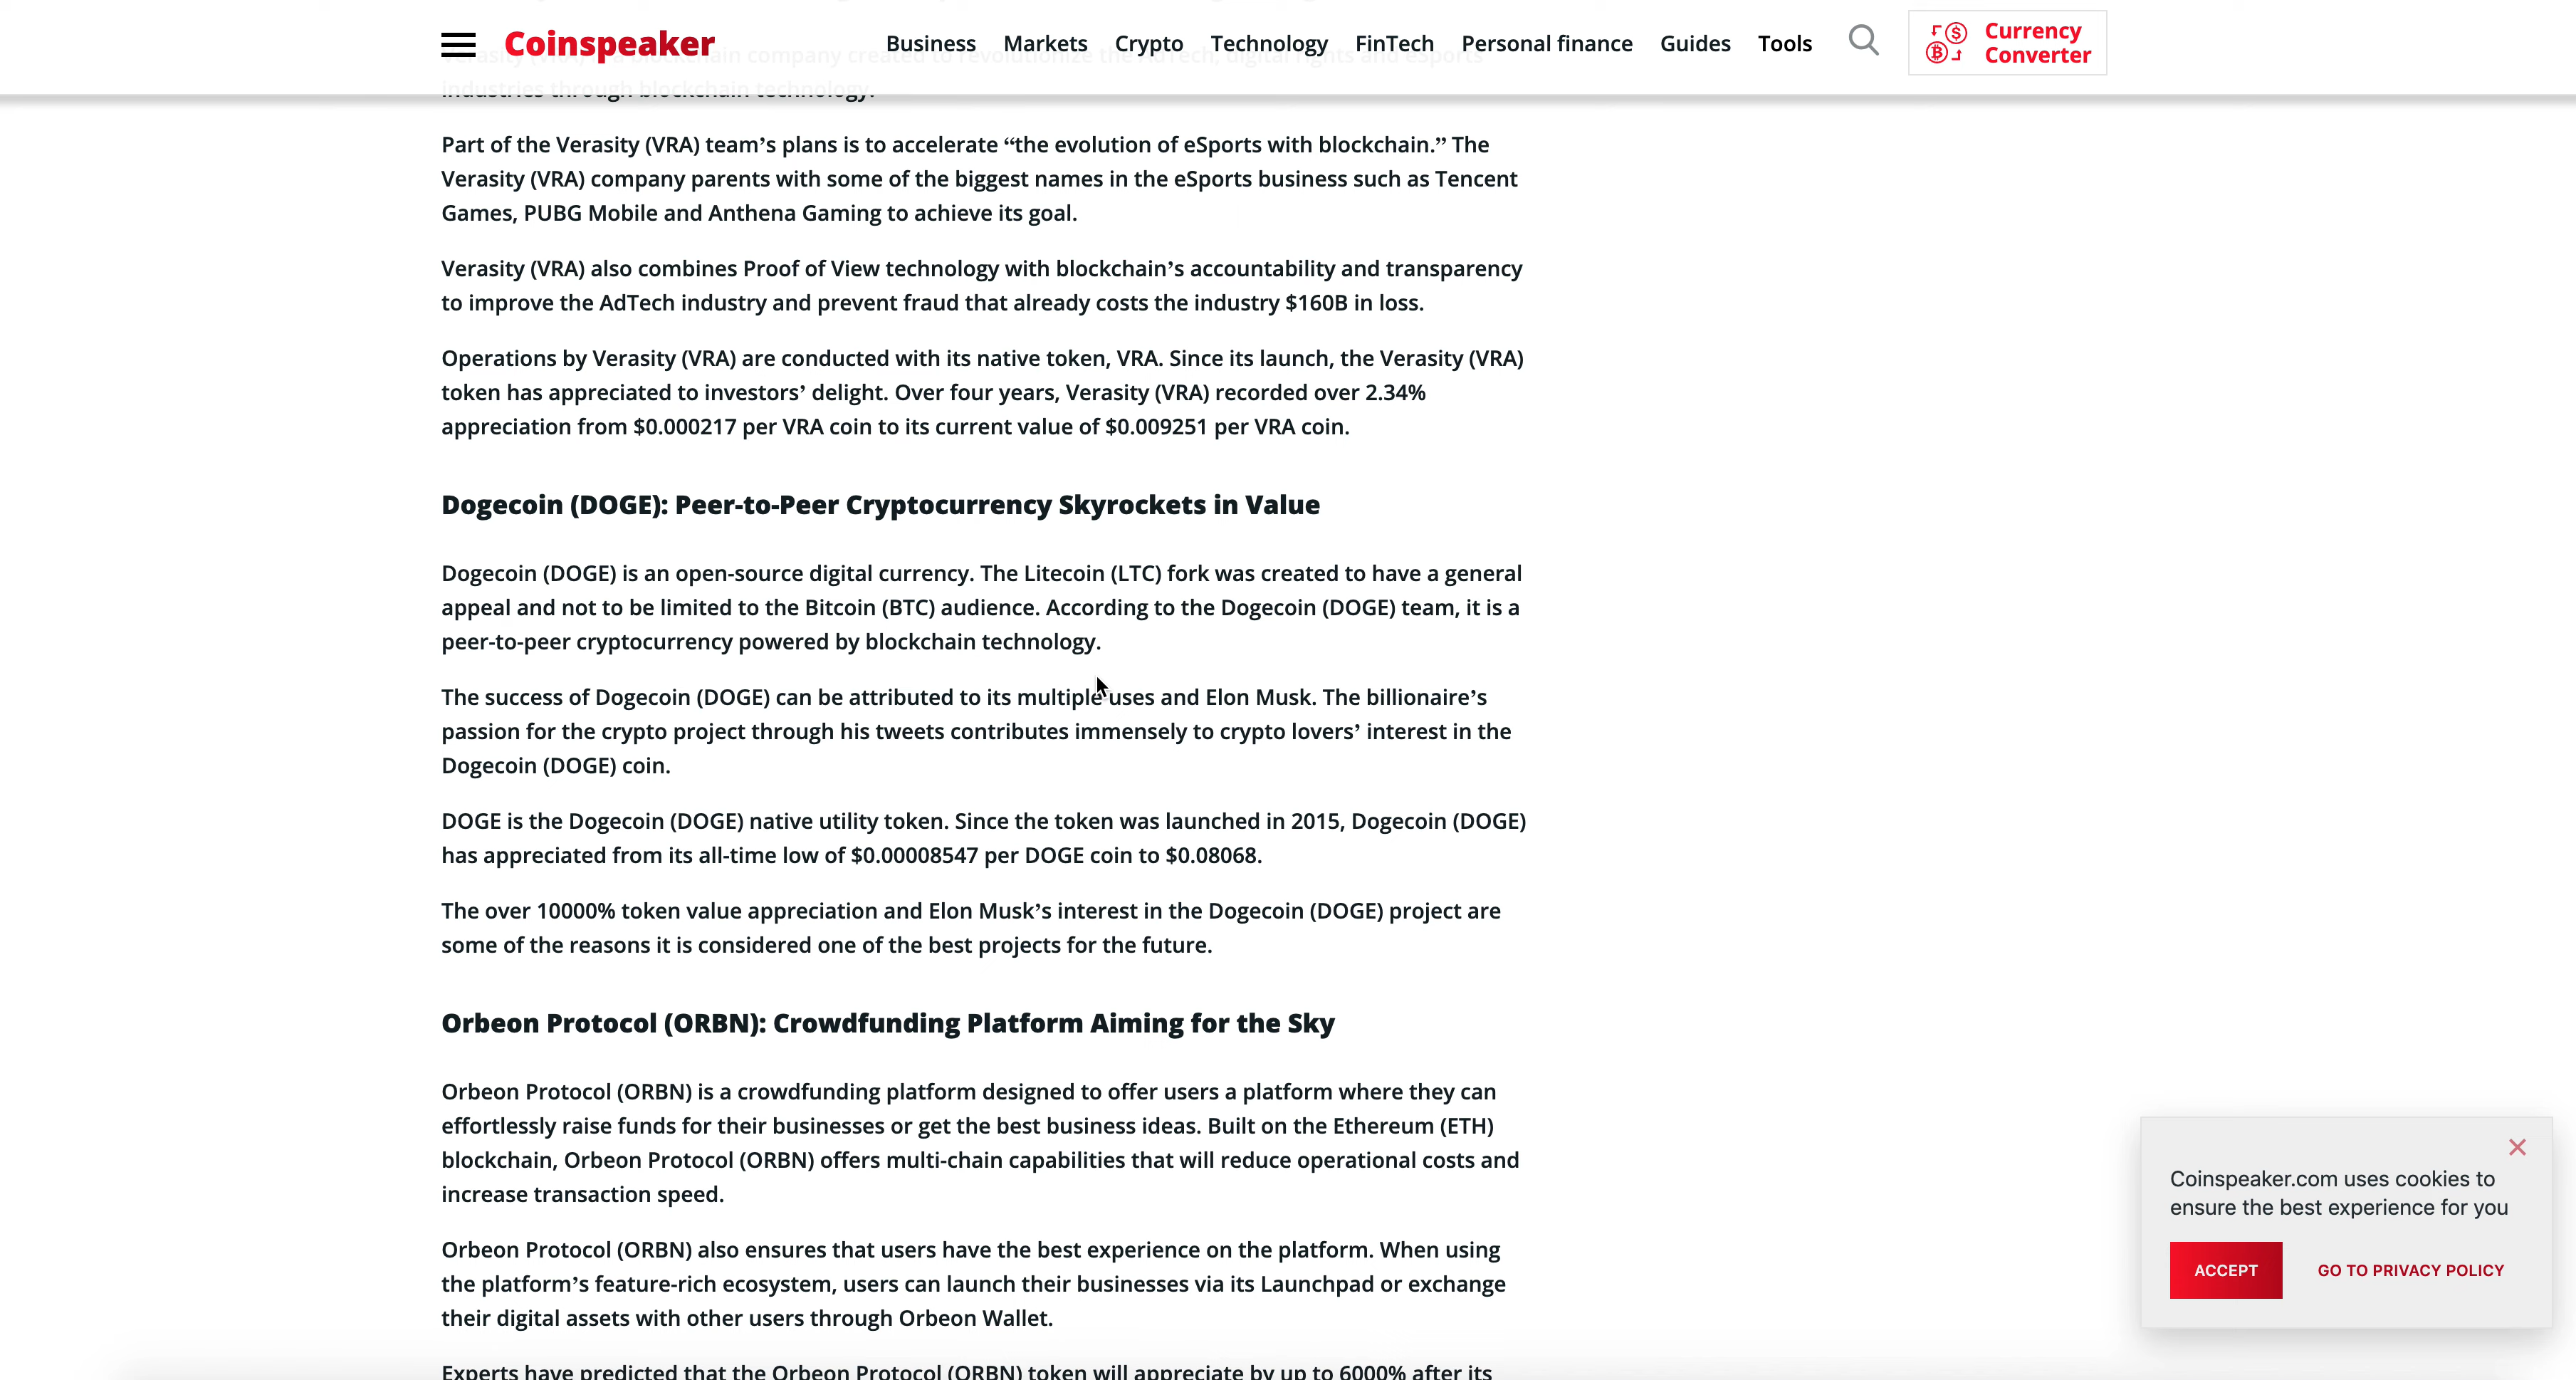 Coinspeaker
Business Markets Crypto Technology FinTech Personal finance Guides Tools
Currency
Converter
Verasity (VRA) is a blockchain company created to revolutionize the AdTech, digital rights and eSports
industries through blockchain technology.
Part of the Verasity (VRA) team’s plans is to accelerate “the evolution of eSports with blockchain.” The
Verasity (VRA) company parents with some of the biggest names in the eSports business such as Tencent
Games, PUBG Mobile and Anthena Gaming to achieve its goal.
Verasity (VRA) also combines Proof of View technology with blockchain’s accountability and transparency
to improve the AdTech industry and prevent fraud that already costs the industry $160B in loss.
Operations by Verasity (VRA) are conducted with its native token, VRA. Since its launch, the Verasity (VRA)
token has appreciated to investors’ delight. Over four years, Verasity (VRA) recorded over 2.34%
appreciation from $0.000217 per VRA coin to its current value of $0.009251 per VRA coin.
Dogecoin (DOGE): Peer-to-Peer Cryptocurrency Skyrockets in Value
Dogecoin (DOGE) is an open-source digital currency. The Litecoin (LTC) fork was created to have a general
appeal and not to be limited to the Bitcoin (BTC) audience. According to the Dogecoin (DOGE) team, it is a
peer-to-peer cryptocurrency powered by blockchain technology.
The success of Dogecoin (DOGE) can be attributed to its multiple uses and Elon Musk. The billionaire’s
passion for the crypto project through his tweets contributes immensely to crypto lovers’ interest in the
Dogecoin (DOGE) coin.
DOGE is the Dogecoin (DOGE) native utility token. Since the token was launched in 2015, Dogecoin (DOGE)
has appreciated from its all-time low of $0.00008547 per DOGE coin to $0.08068.
The over 10000% token value appreciation and Elon Musk’s interest in the Dogecoin (DOGE) project are
some of the reasons it is considered one of the best projects for the future.
Orbeon Protocol (ORBN): Crowdfunding Platform Aiming for the Sky
Orbeon Protocol (ORBN) is a crowdfunding platform designed to offer users a platform where they can
effortlessly raise funds for their businesses or get the best business ideas. Built on the Ethereum (ETH)
blockchain, Orbeon Protocol (ORBN) offers multi-chain capabilities that will reduce operational costs and
increase transaction speed.
Orbeon Protocol (ORBN) also ensures that users have the best experience on the platform. When using
the platform’s feature-rich ecosystem, users can launch their businesses via its Launchpad or exchange
their digital assets with other users through Orbeon Wallet.
Experts have predicted that the Orbeon Protocol (ORBN) token will appreciate by up to 6000% after its
Coinspeaker.com uses cookies to
ensure the best experience for you
ACCEPT
GO TO PRIVACY POLICY